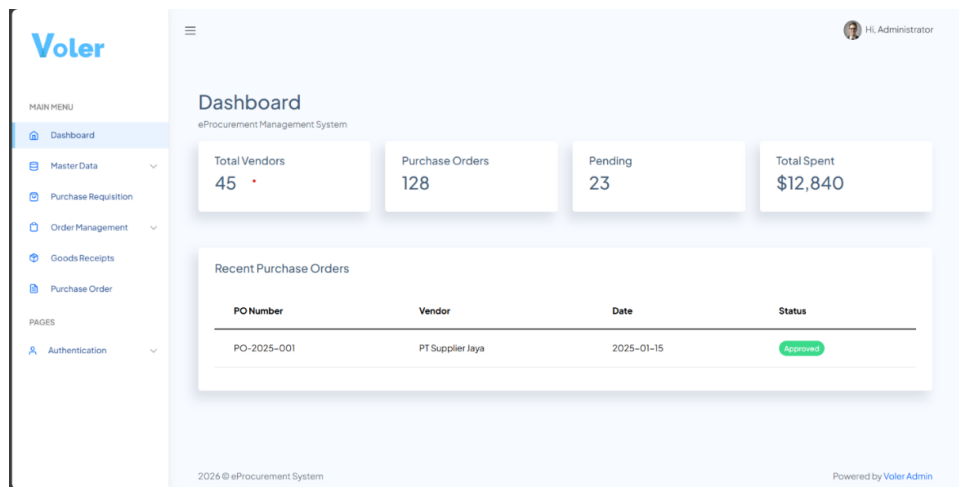 Voler
Hi, Administrator
MAIN MENU
Dashboard
Master Data
Purchase Requisition
Order Management
Goods Receipts
Purchase Order
PAGES
Authentication
Dashboard
eProcurement Management System
Total Vendors
45
Purchase Orders
128
Pending
23
Total Spent
$12,840
Recent Purchase Orders
PO Number Vendor Date Status
PO-2025-001 PT Supplier Jaya 2025-01-15 Approved
2026 © eProcurement System
Powered by Voler Admin